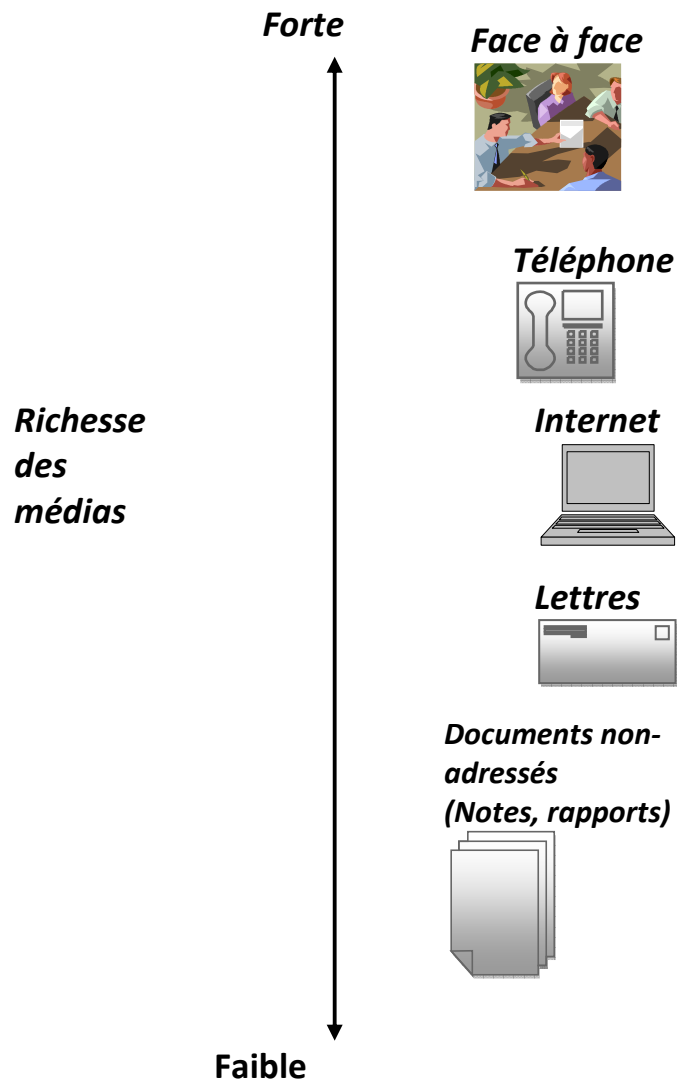 Forte
Face à face
Téléphone
Richesse
des
médias
Internet
Lettres
Documents non-
adressés
(Notes, rapports)
Faible